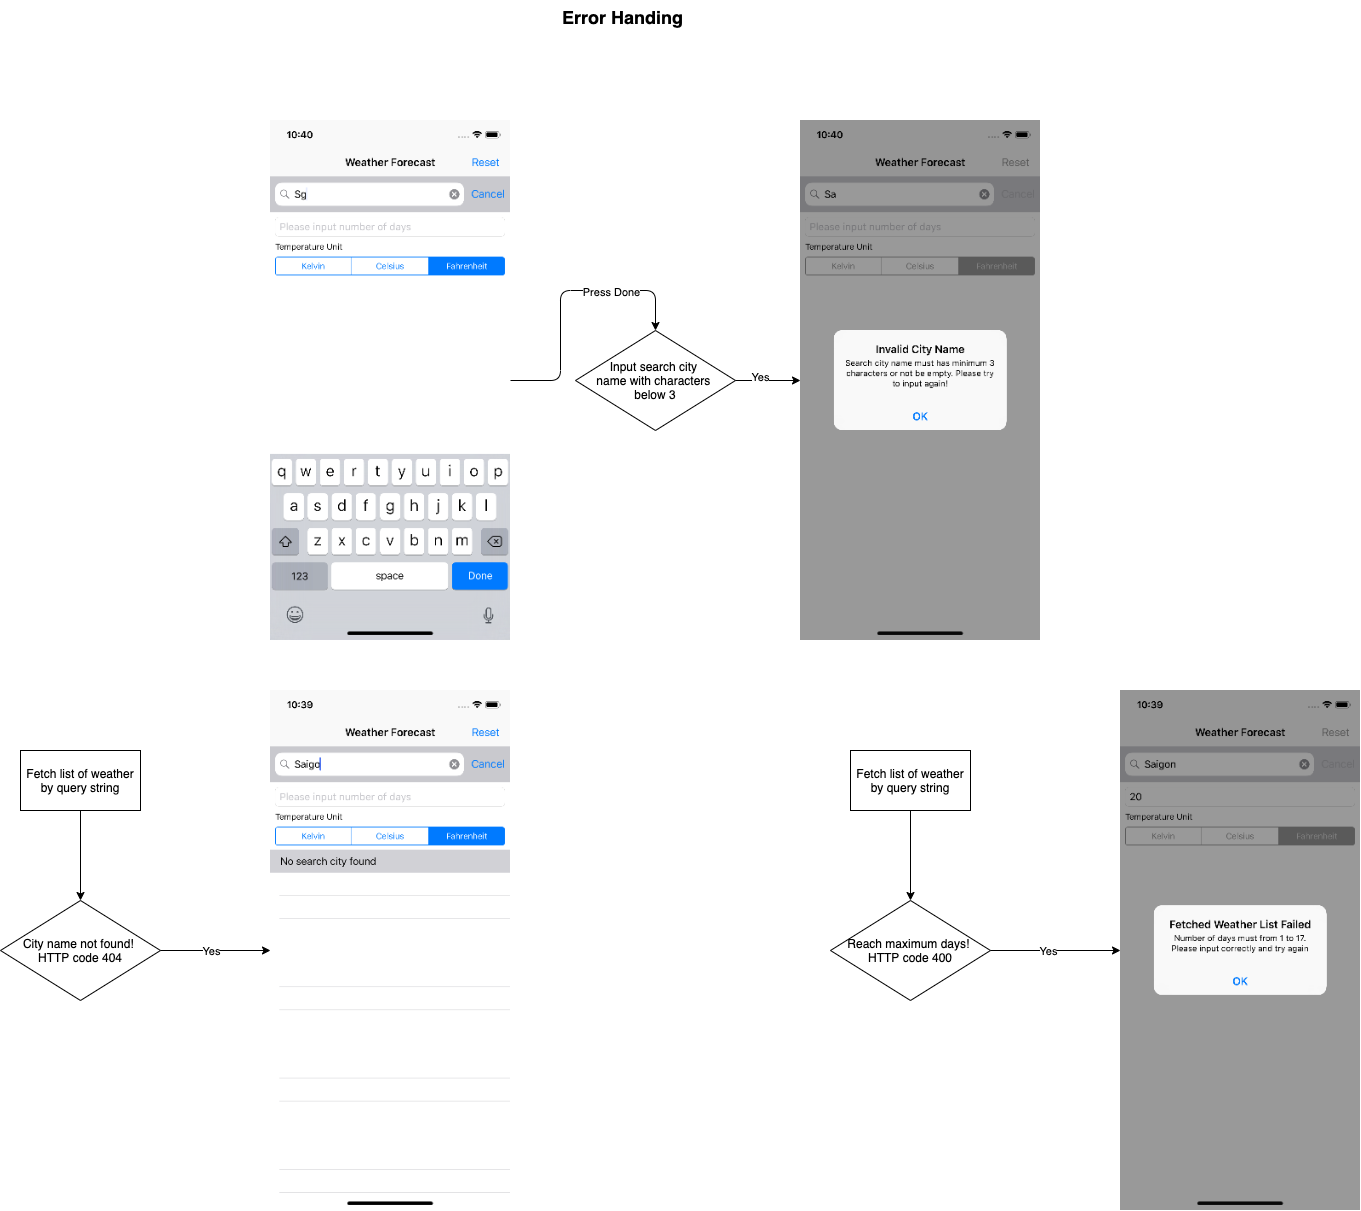 Error Handing
10:40
Weather Forecast
Reset
Sg
Cancel
Please input number of days
Temperature Unit
Kelvin
Celsius
Fahrenheit
q w e r t y u i o p
a s d f g h j k l
z x c v b n m
123
space
Done
Press Done
Input search city
name with characters
below 3
Yes
10:40
Weather Forecast
Reset
Sa
Cancel
Please input number of days
Temperature Unit
Kelvin
Celsius
Fahrenheit
Invalid City Name
Search city name must has minimum 3
characters or not be empty. Please try
to input again!
OK
Fetch list of weather
by query string
City name not found!
HTTP code 404
Yes
10:39
Weather Forecast
Reset
Saigo
Cancel
Please input number of days
Temperature Unit
Kelvin
Celsius
Fahrenheit
No search city found
Fetch list of weather
by query string
Reach maximum days!
HTTP code 400
Yes
10:39
Weather Forecast
Reset
Saigon
Cancel
20
Temperature Unit
Kelvin
Celsius
Fahrenheit
Fetched Weather List Failed
Number of days must from 1 to 17.
Please input correctly and try again
OK